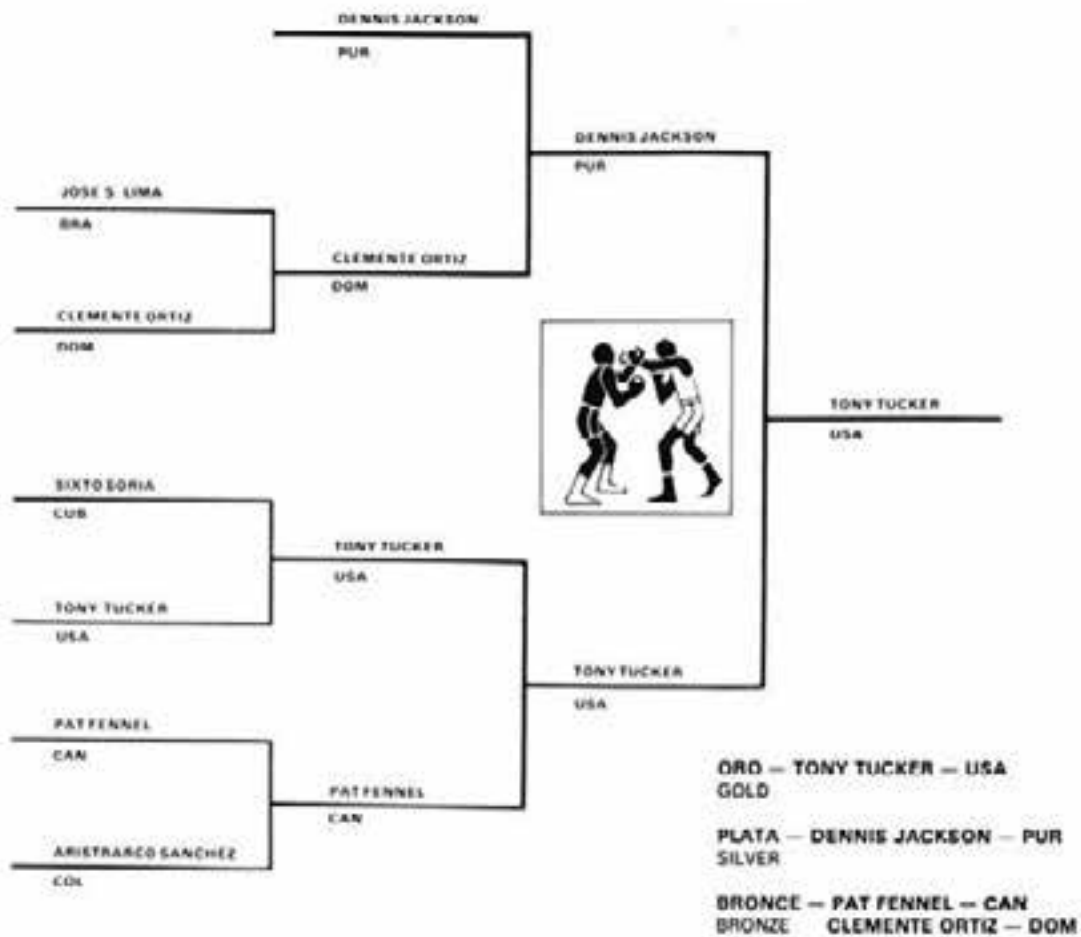 DENNIS JACKSON
PUR
DENNIS JACKSON
PUR
JOSE S. LIMA
BRA
CLEMENTE ORTIZ
DOM
CLEMENTE ORTIZ
DOM
TONY TUCKER
USA
SIXTO SORIA
CUB
TONY TUCKER
USA
TONY TUCKER
USA
TONY TUCKER
USA
PAT FENNEL
CAN
PAT FENNEL
CAN
ARISTRARCO SANCHEZ
COL
ORO — TONY TUCKER — USA
GOLD
PLATA — DENNIS JACKSON — PUR
SILVER
BRONCE — PAT FENNEL — CAN
BRONZE CLEMENTE ORTIZ — DOM